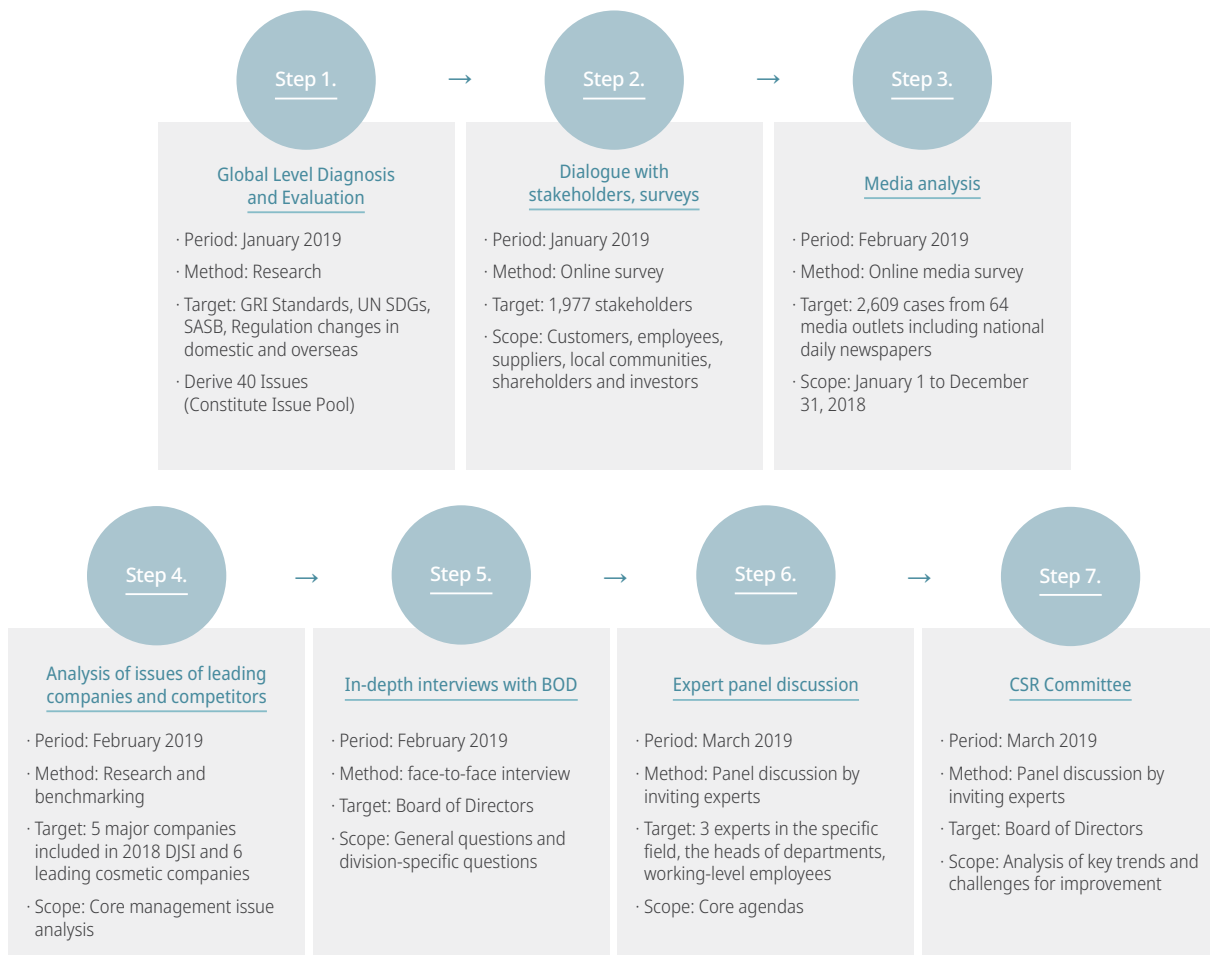 Step 1.
→
Step 2.
→
Step 3.
Global Level Diagnosis
and Evaluation
· Period: January 2019
· Method: Research
· Target: GRI Standards, UN SDGs,
SASB, Regulation changes in
domestic and overseas
· Derive 40 Issues
(Constitute Issue Pool)
Dialogue with
stakeholders, surveys
· Period: January 2019
· Method: Online survey
· Target: 1,977 stakeholders
· Scope: Customers, employees,
suppliers, local communities,
shareholders and investors
Media analysis
· Period: February 2019
· Method: Online media survey
· Target: 2,609 cases from 64
media outlets including national
daily newspapers
· Scope: January 1 to December
31, 2018
Step 4.
→
Step 5.
→
Step 6.
→
Step 7.
Analysis of issues of leading
companies and competitors
· Period: February 2019
· Method: Research and
benchmarking
· Target: 5 major companies
included in 2018 DJSI and 6
leading cosmetic companies
· Scope: Core management issue
analysis
In-depth interviews with BOD
· Period: February 2019
· Method: face-to-face interview
· Target: Board of Directors
· Scope: General questions and
division-specific questions
Expert panel discussion
· Period: March 2019
· Method: Panel discussion by
inviting experts
· Target: 3 experts in the specific
field, the heads of departments,
working-level employees
· Scope: Core agendas
CSR Committee
· Period: March 2019
· Method: Panel discussion by
inviting experts
· Target: Board of Directors
· Scope: Analysis of key trends and
challenges for improvement